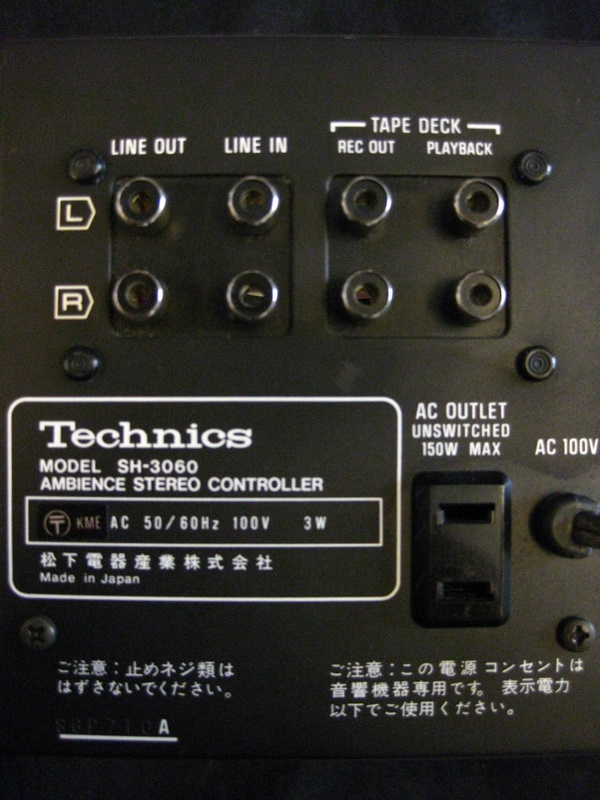 TAPE DECK
LINE OUT LINE IN REC OUT PLAYBACK
L
R
AC OUTLET
UNSWITCHED
150W MAX
AC 100V
Technics
MODEL SH-3060
AMBIENCE STEREO CONTROLLER
〒 KME AC 50/60Hz 100V 3W
松下電器産業株式会社
Made in Japan
ご注意：止めネジ類は
はずさないでください。
ご注意：この電源コンセントは
音響機器専用です。表示電力
以下でご使用ください。
A